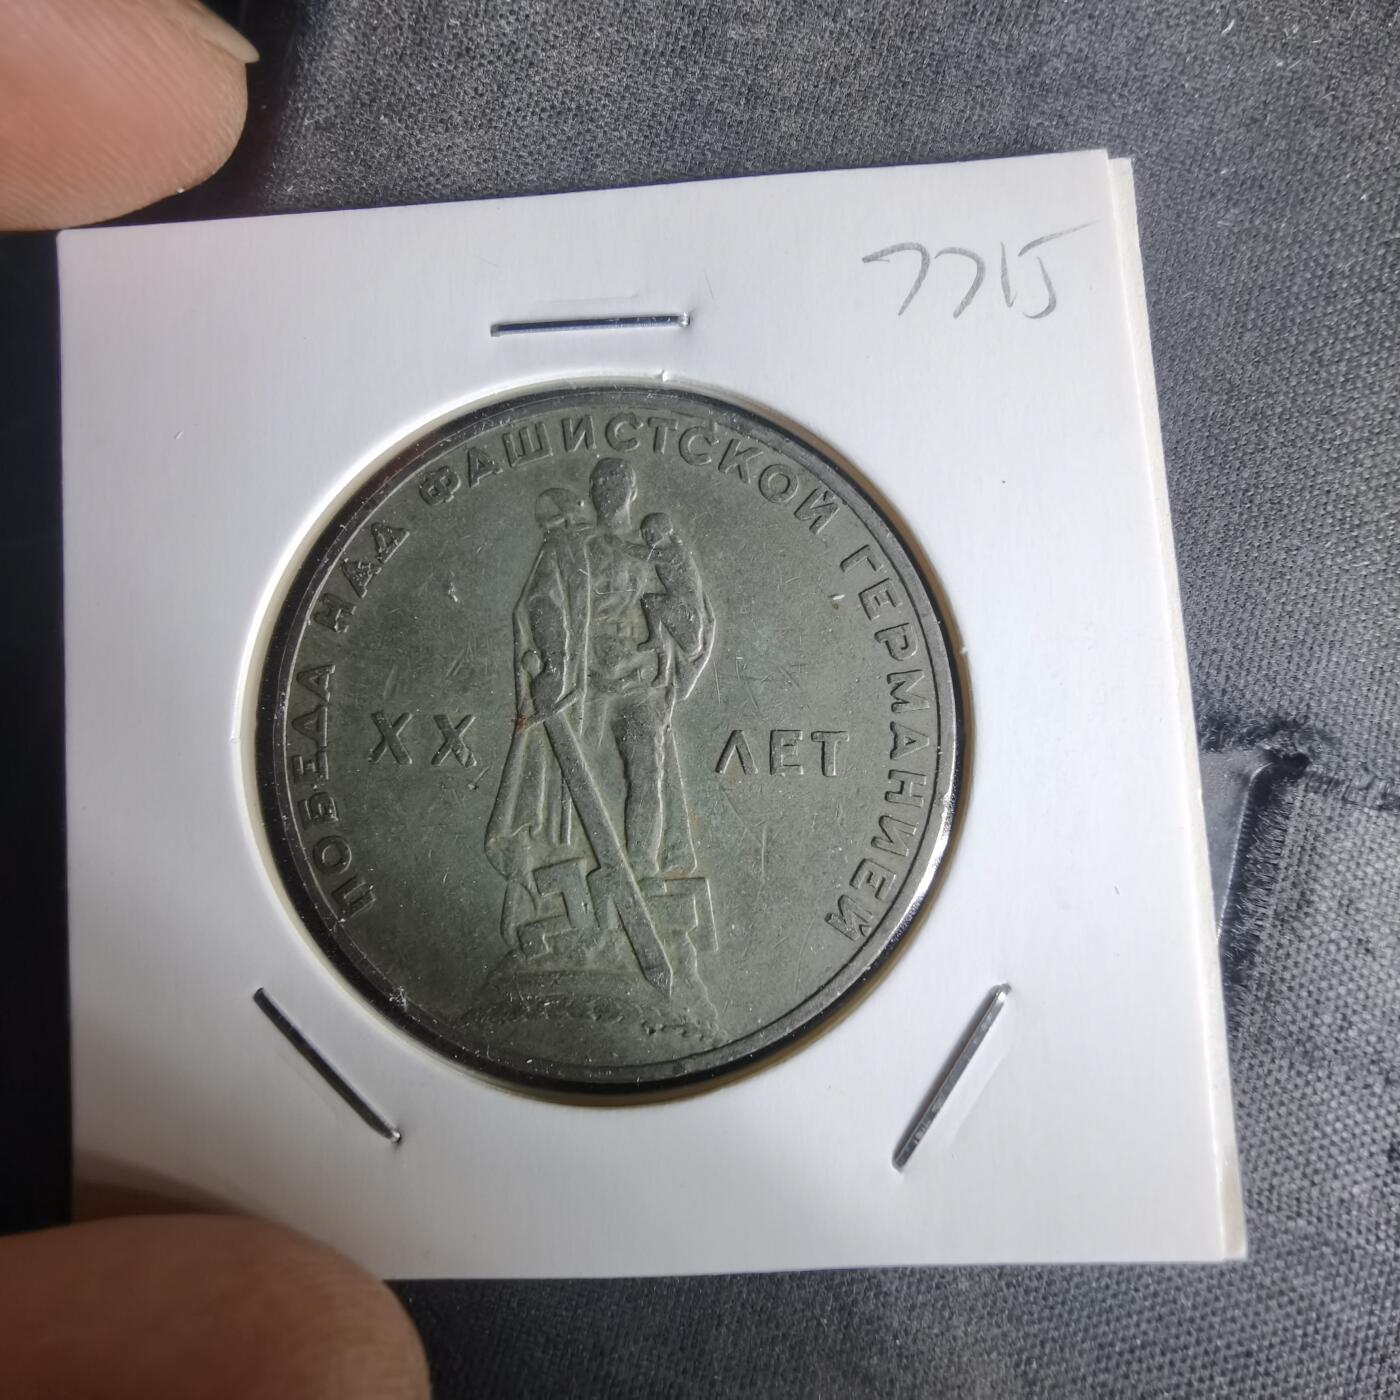 7715
ПОБЕДА НАД ФАШИСТСКОЙ ГЕРМАНИЕЙ
XX ЛЕТ